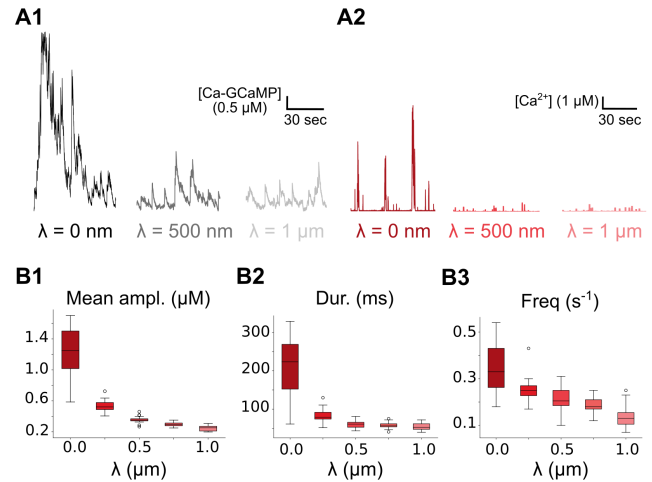 A1
A2
[Ca-GCaMP]
(0.5 μM)
30 sec
[Ca²⁺] (1 μM)
30 sec
λ = 0 nm
λ = 500 nm
λ = 1 μm
λ = 0 nm
λ = 500 nm
λ = 1 μm
B1
B2
B3
Mean ampl. (μM)
Dur. (ms)
Freq (s⁻¹)
1.4
1.0
0.6
0.2
0.0
0.5
1.0
λ (μm)
300
200
100
0.0
0.5
1.0
λ (μm)
0.5
0.3
0.1
0.0
0.5
1.0
λ (μm)